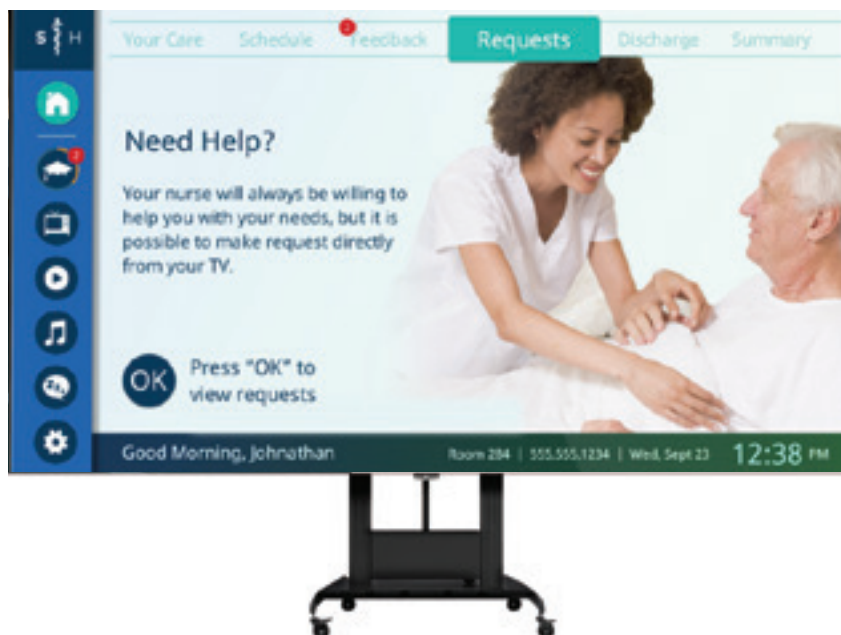 S H
Your Care Schedule Feedback Requests Discharge Summary
2
2
Need Help?
Your nurse will always be willing to
help you with your needs, but it is
possible to make request directly
from your TV.
OK
Press "OK" to
view requests
Good Morning, Johnathan
Room 284 | 555.555.1234 | Wed, Sept 23 12:38 PM